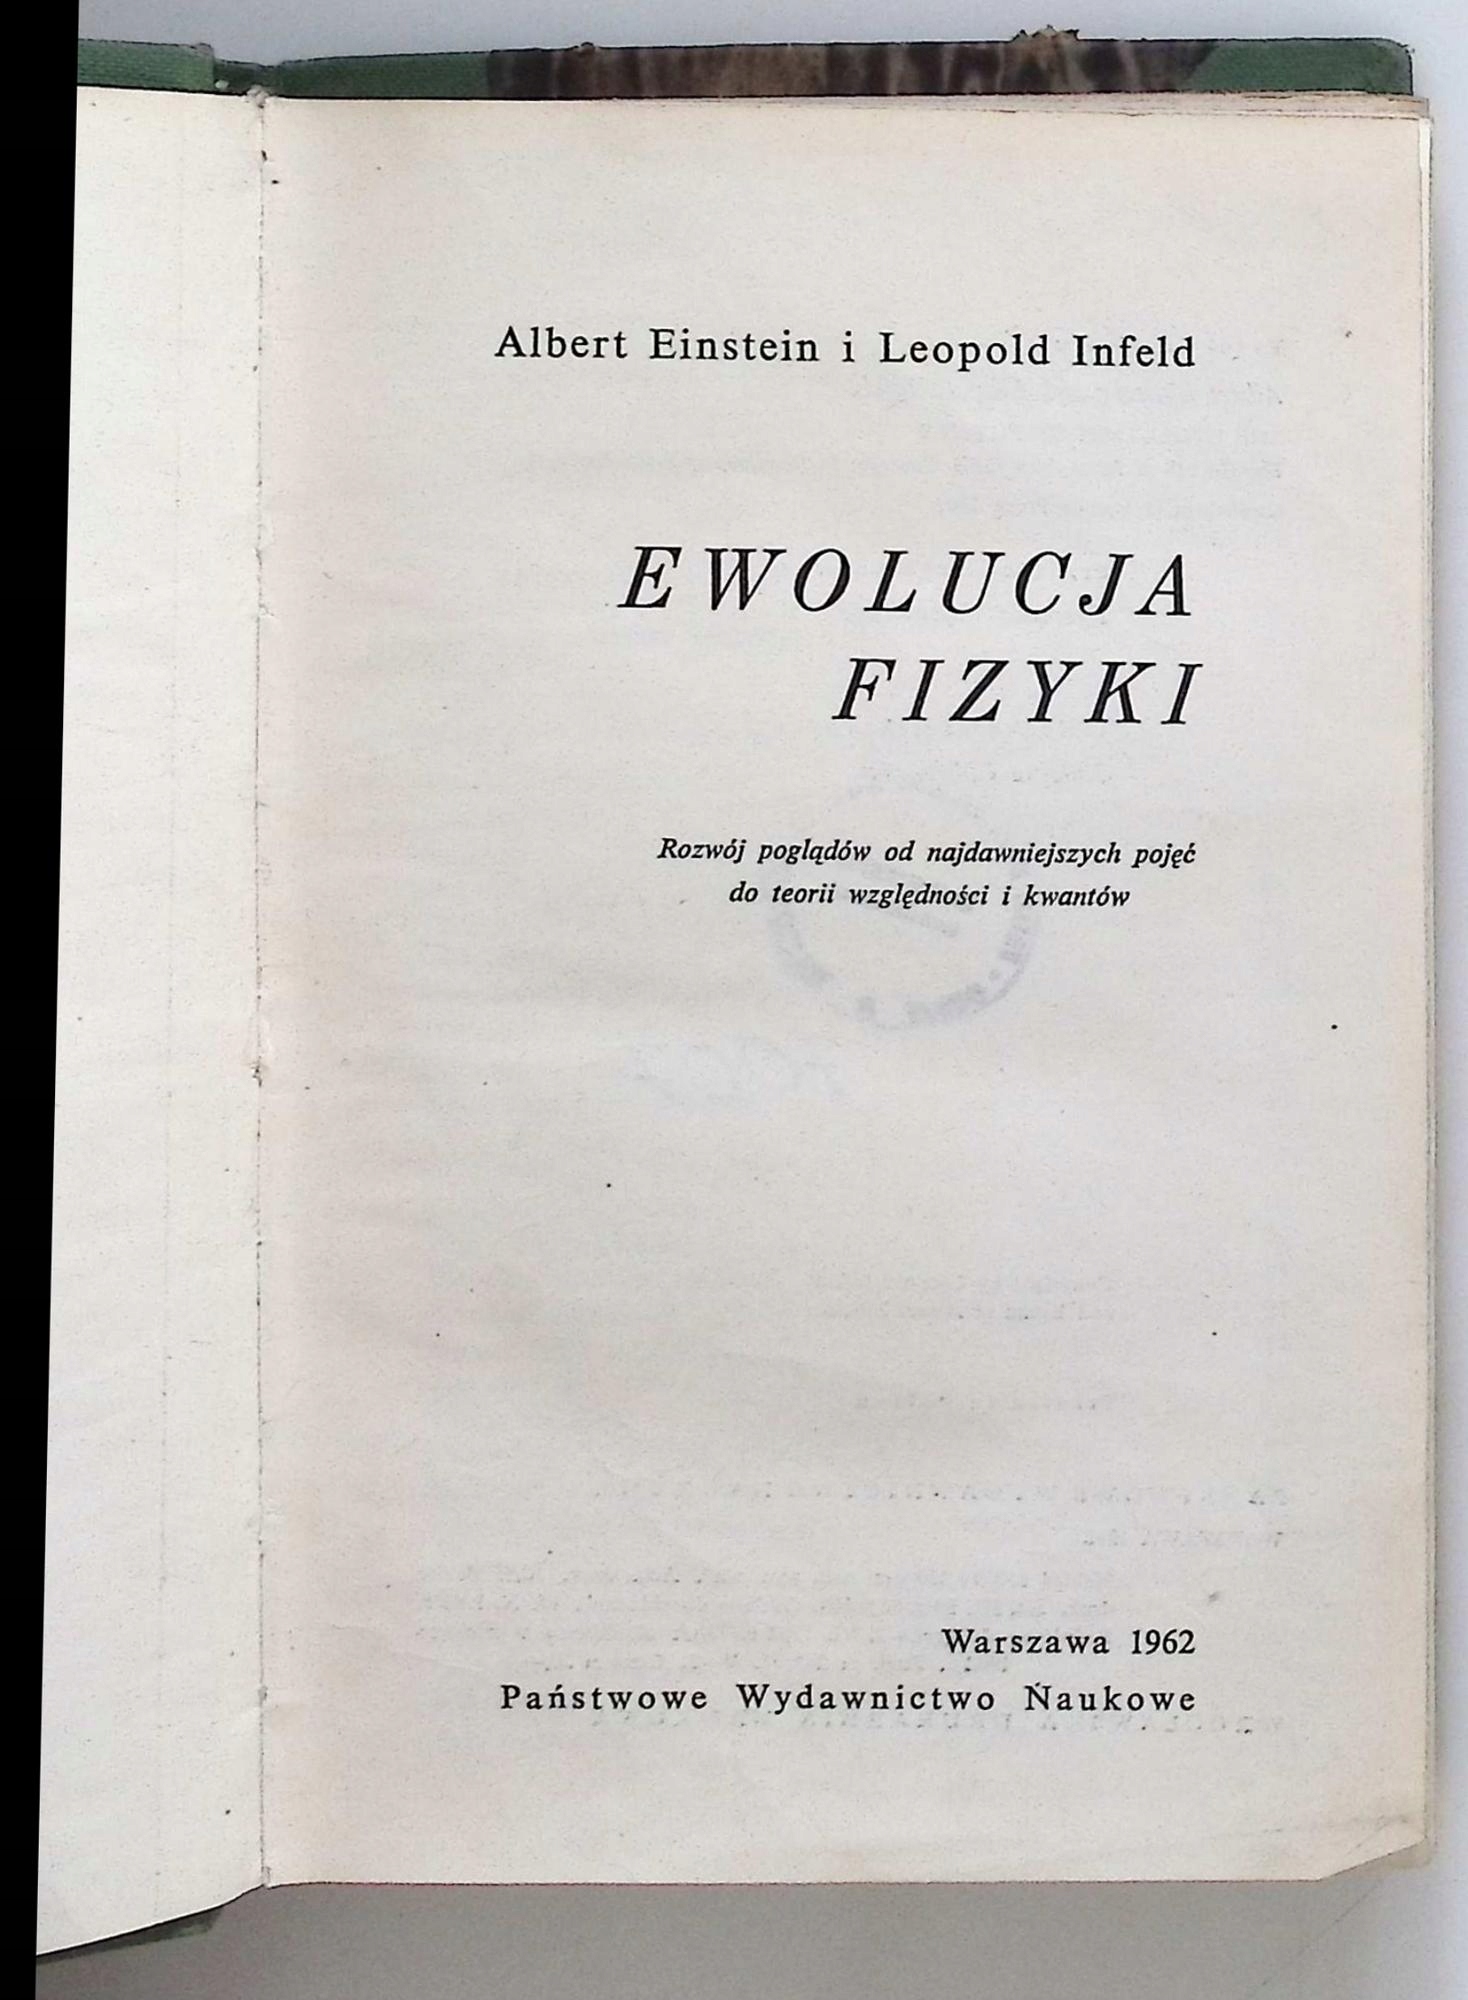 Albert Einstein i Leopold Infeld
EWOLUCJA
FIZYKI
Rozwój poglądów od najdawniejszych pojęć
do teorii względności i kwantów
Warszawa 1962
Państwowe Wydawnictwo Naukowe